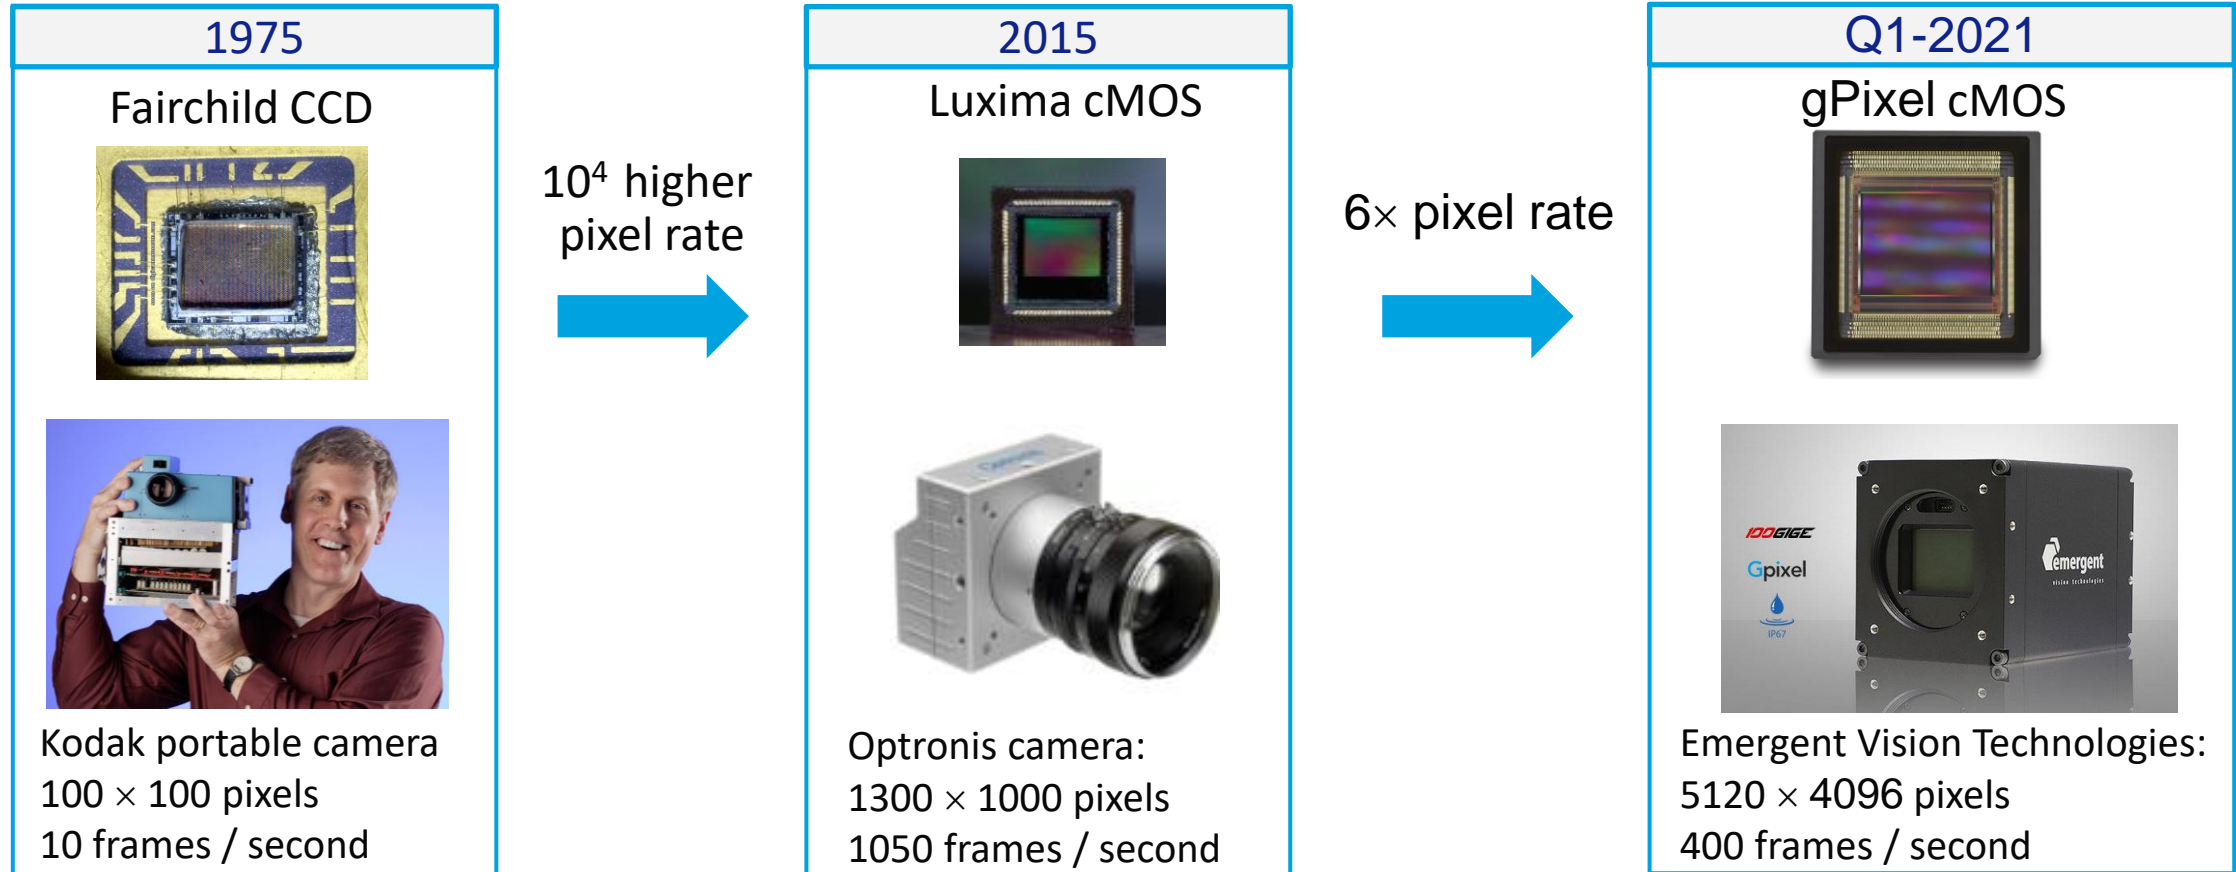 1975
Fairchild CCD
Kodak portable camera
100 × 100 pixels
10 frames / second
10⁴ higher
pixel rate
2015
Luxima cMOS
Optronis camera:
1300 × 1000 pixels
1050 frames / second
6× pixel rate
Q1-2021
gPixel cMOS
100GIGE
Gpixel
IP67
emergent
vision technologies
Emergent Vision Technologies:
5120 × 4096 pixels
400 frames / second